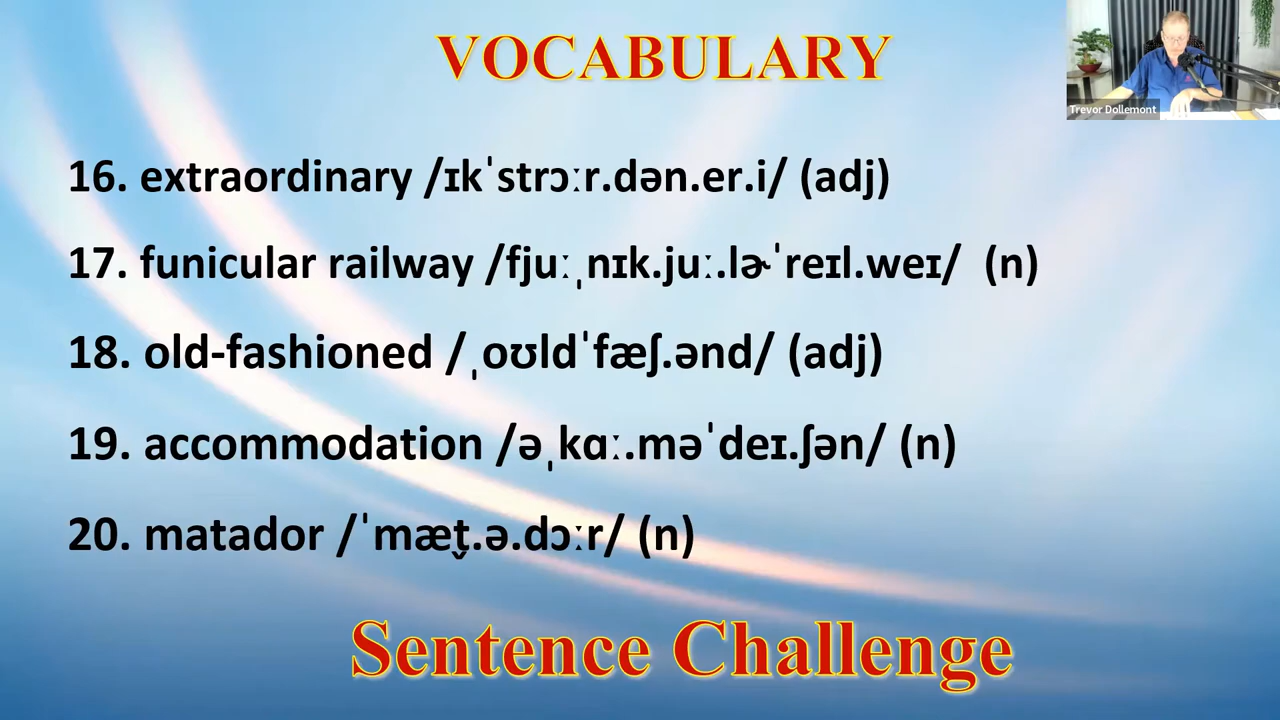 VOCABULARY
Trevor Dollemont
16. extraordinary /ɪkˈstrɔːr.dən.er.i/ (adj)
17. funicular railway /fjuːˌnɪk.juː.lɚˈreɪl.weɪ/ (n)
18. old-fashioned /ˌoʊldˈfæʃ.ənd/ (adj)
19. accommodation /əˌkɑː.məˈdeɪ.ʃən/ (n)
20. matador /ˈmæt̬.ə.dɔːr/ (n)
Sentence Challenge